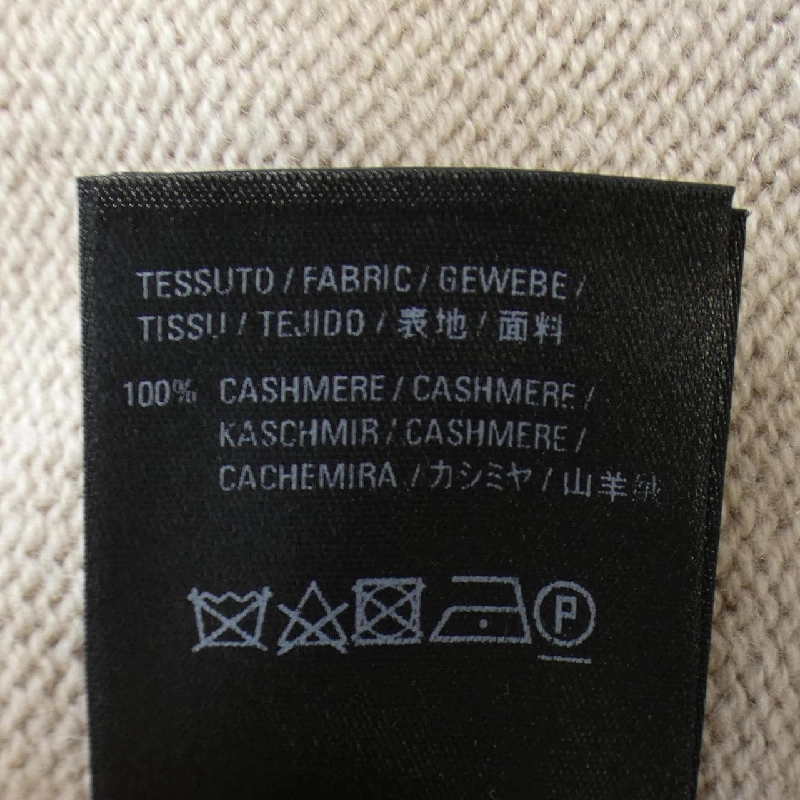 TESSUTO / FABRIC / GEWEBE /
TISSU / TEJIDO / 表地 / 面料
100% CASHMERE / CASHMERE /
KASCHMIR / CASHMERE /
CACHEMIRA / カシミヤ / 山羊绒
P